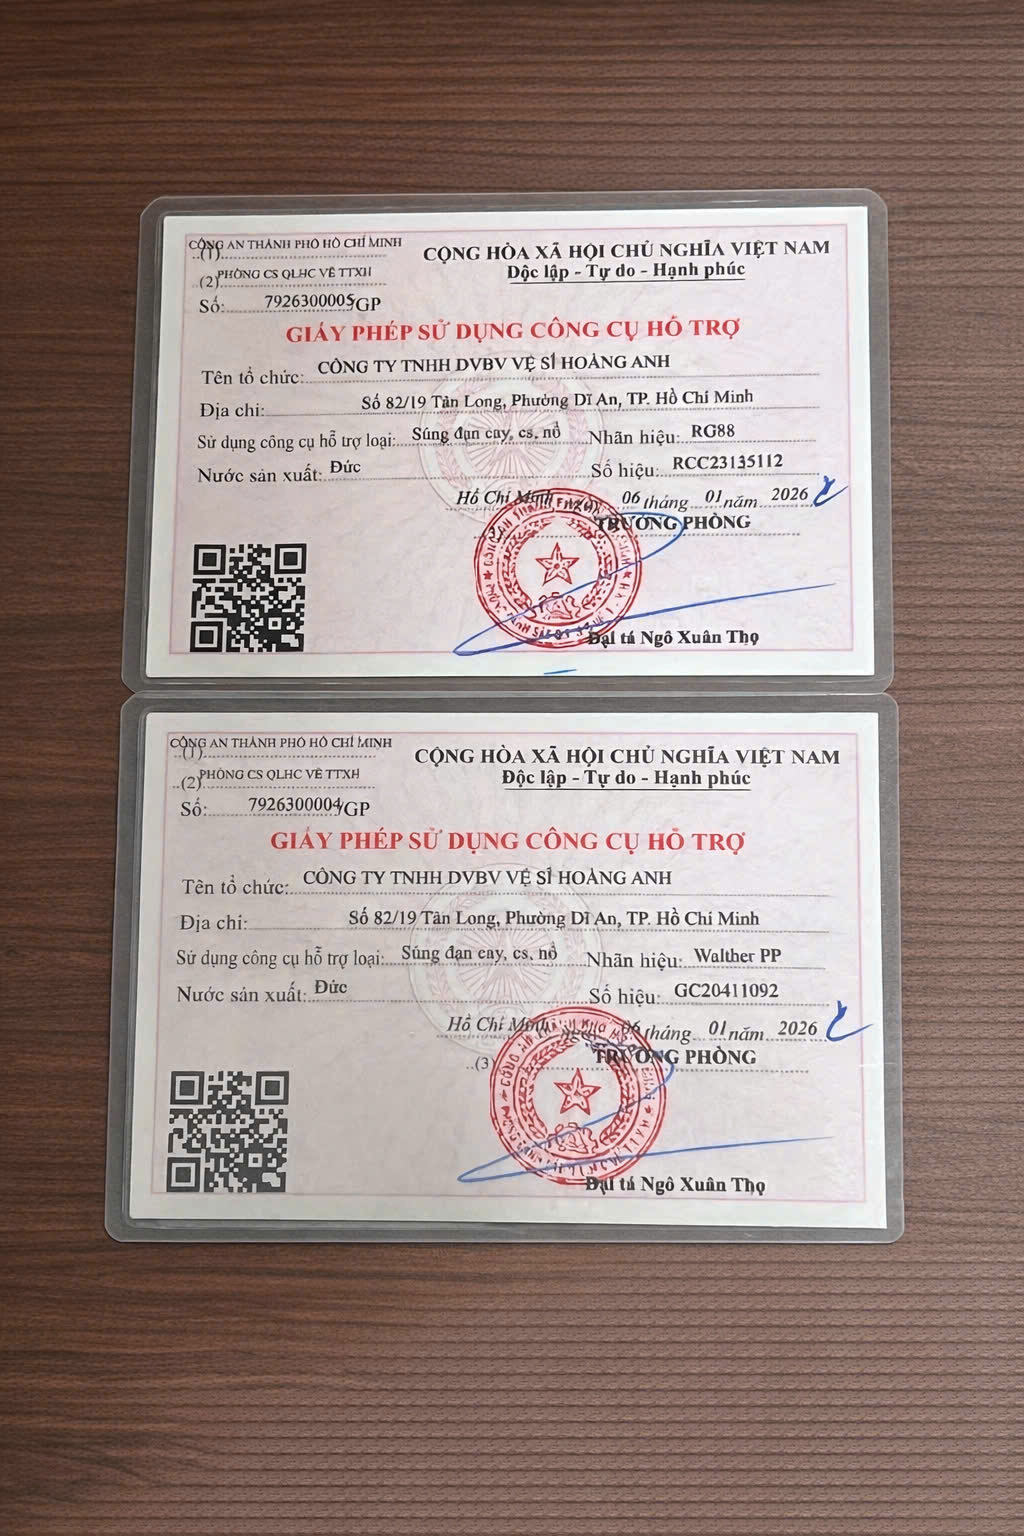 CÔNG AN THÀNH PHỐ HỒ CHÍ MINH
..(1)
(2) PHÒNG CS QLHC VỀ TTXH
Số: 7926300005/GP
CỘNG HÒA XÃ HỘI CHỦ NGHĨA VIỆT NAM
Độc lập - Tự do - Hạnh phúc
GIẤY PHÉP SỬ DỤNG CÔNG CỤ HỖ TRỢ
Tên tổ chức: CÔNG TY TNHH DVBV VỆ SĨ HOÀNG ANH
Địa chỉ: Số 82/19 Tân Long, Phường Dĩ An, TP. Hồ Chí Minh
Sử dụng công cụ hỗ trợ loại: Súng đạn cay, cs, nổ Nhãn hiệu: RG88
Nước sản xuất: Đức Số hiệu: RCC23135112
Hồ Chí Minh 06 tháng 01 năm 2026
TRƯỞNG PHÒNG
Đại tá Ngô Xuân Thọ
CÔNG AN THÀNH PHỐ HỒ CHÍ MINH
(1)
(2) PHÒNG CS QLHC VỀ TTXH
Số: 7926300004/GP
CỘNG HÒA XÃ HỘI CHỦ NGHĨA VIỆT NAM
Độc lập - Tự do - Hạnh phúc
GIẤY PHÉP SỬ DỤNG CÔNG CỤ HỖ TRỢ
Tên tổ chức: CÔNG TY TNHH DVBV VỆ SĨ HOÀNG ANH
Địa chỉ: Số 82/19 Tân Long, Phường Dĩ An, TP. Hồ Chí Minh
Sử dụng công cụ hỗ trợ loại: Súng đạn cay, cs, nổ Nhãn hiệu: Walther PP
Nước sản xuất: Đức Số hiệu: GC20411092
Hồ Chí Minh 06 tháng 01 năm 2026
(3) TRƯỞNG PHÒNG
Đại tá Ngô Xuân Thọ